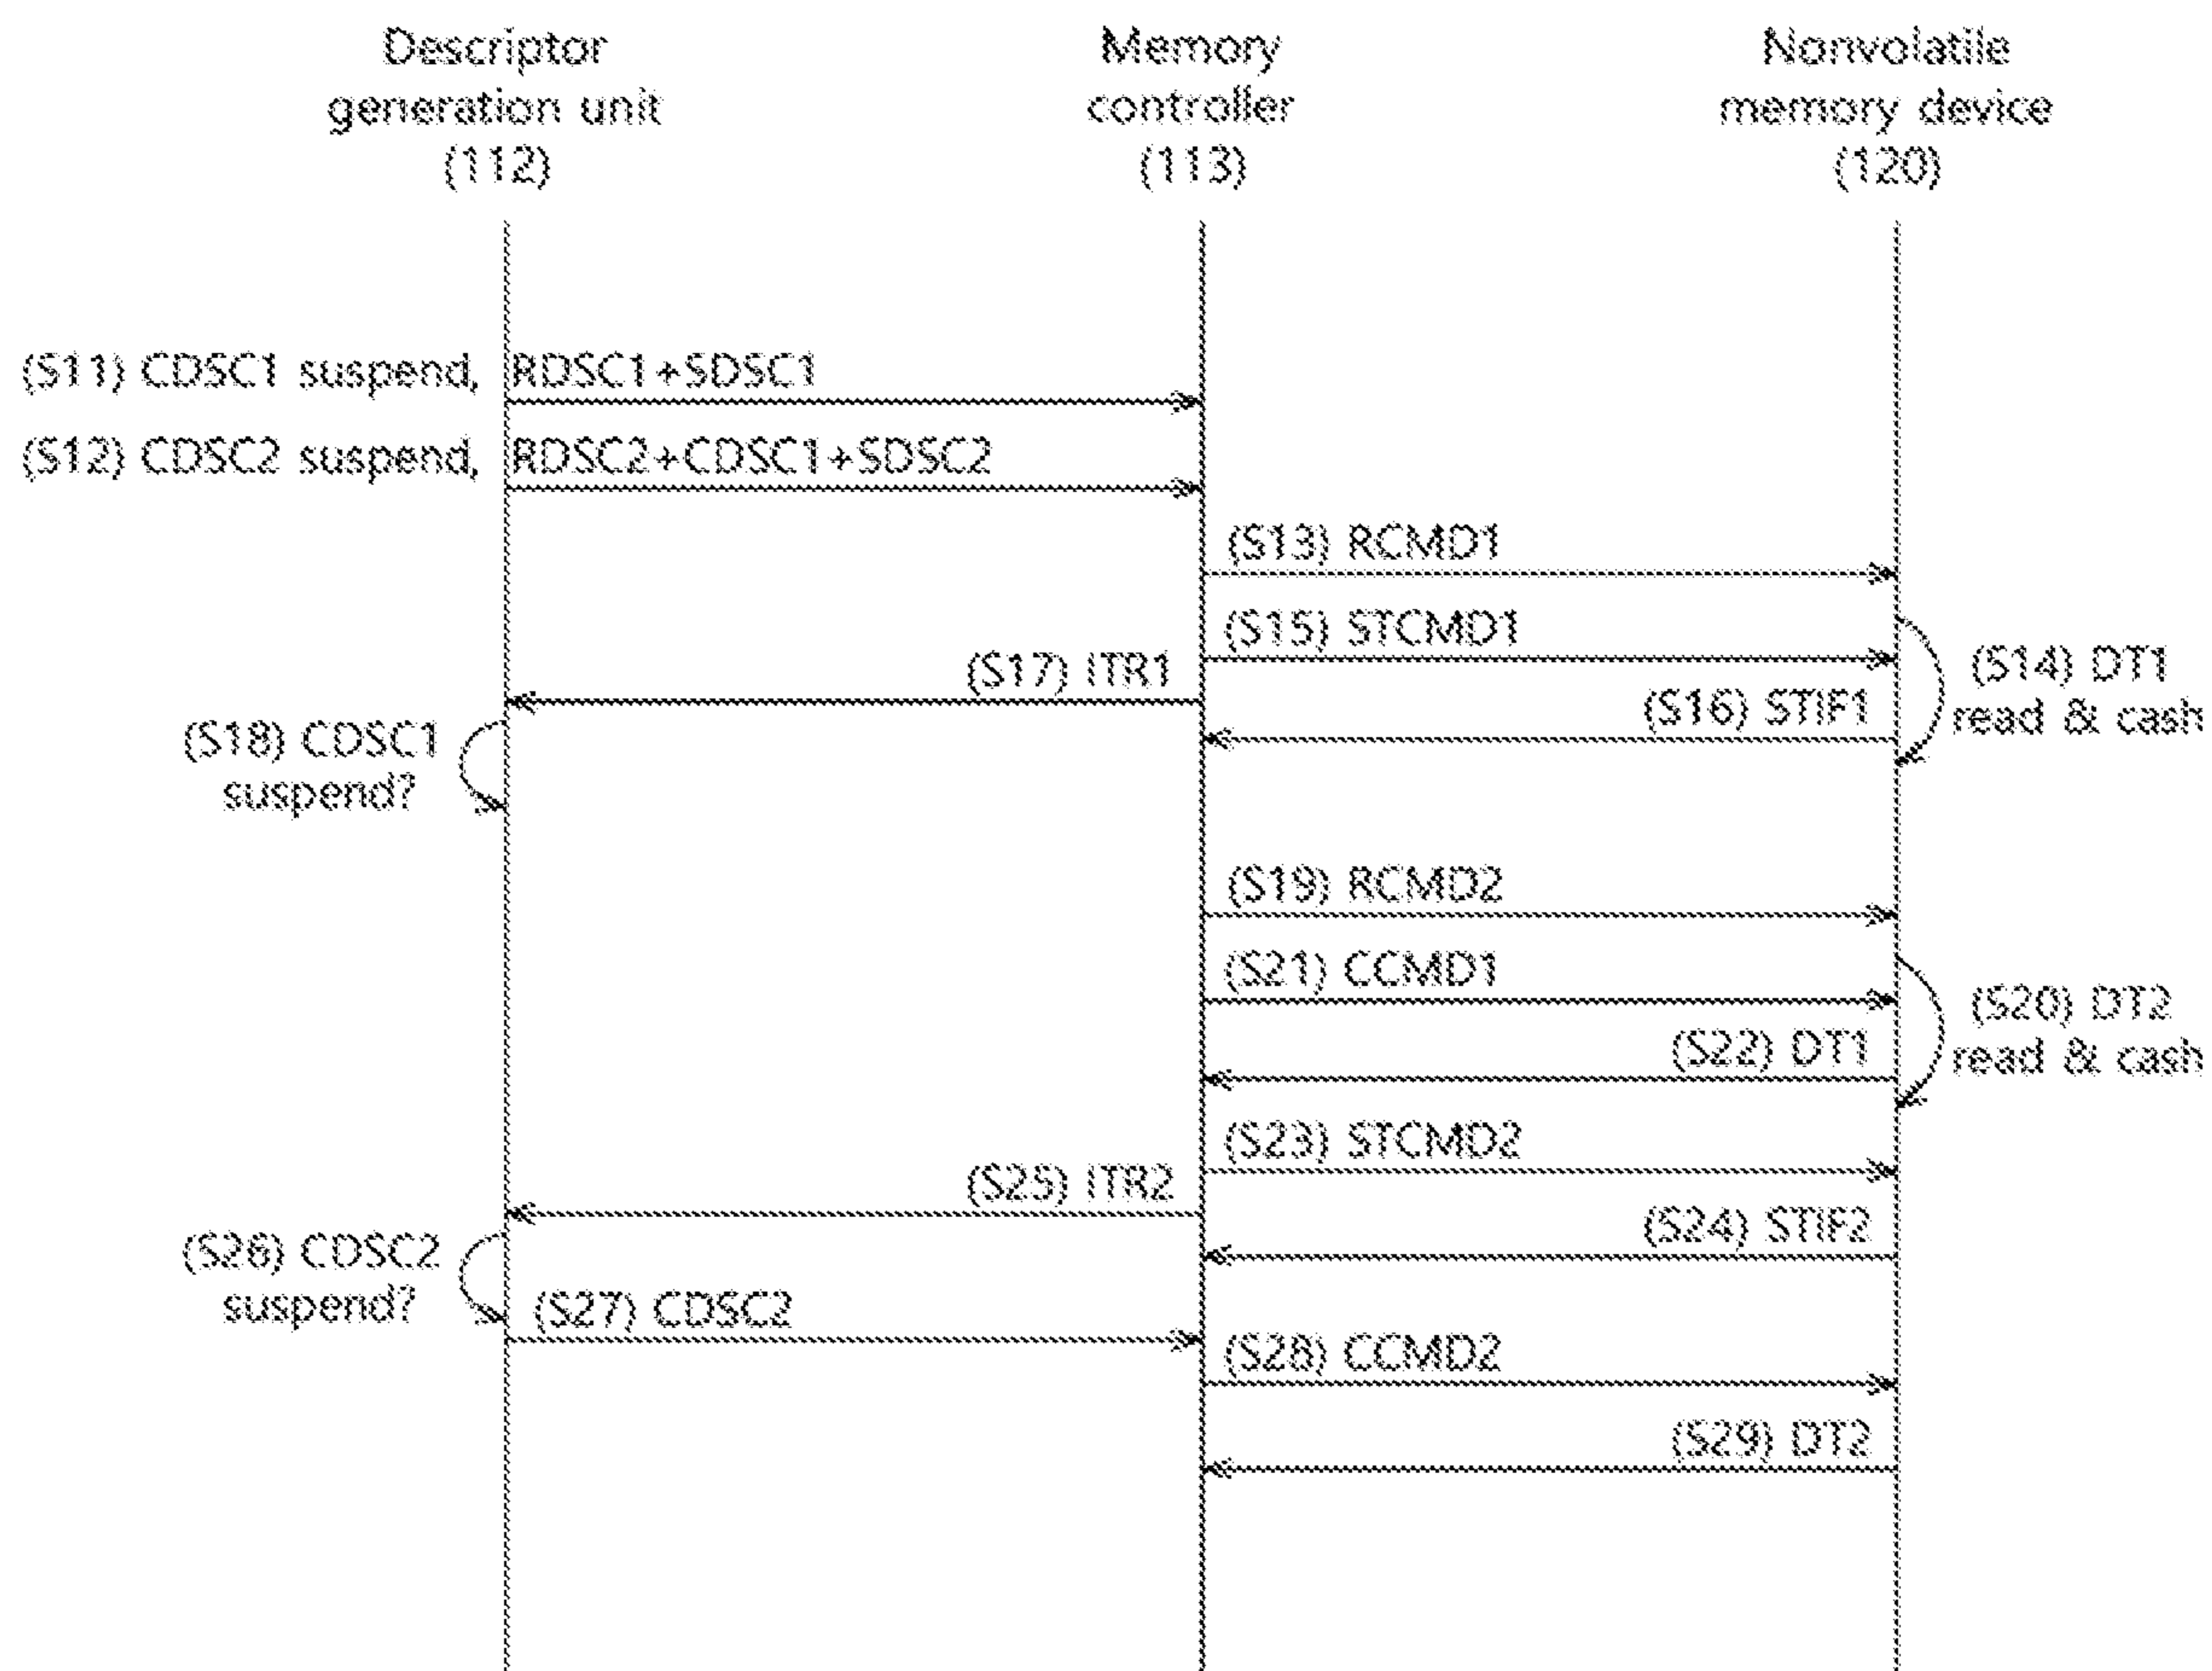 Descriptor
generation unit
(112)
Memory
controller
(113)
Nonvolatile
memory device
(120)
(S11) CDSC1 suspend, RDSC1+SDSC1
(S12) CDSC2 suspend, RDSC2+CDSC1+SDSC2
(S13) RCMD1
(S15) STCMD1
(S14) DT1
read & cash
(S17) ITR1
(S16) STIF1
(S18) CDSC1
suspend?
(S19) RCMD2
(S21) CCMD1
(S20) DT2
read & cash
(S22) DT1
(S23) STCMD2
(S25) ITR2
(S24) STIF2
(S26) CDSC2
suspend?
(S27) CDSC2
(S28) CCMD2
(S29) DT2